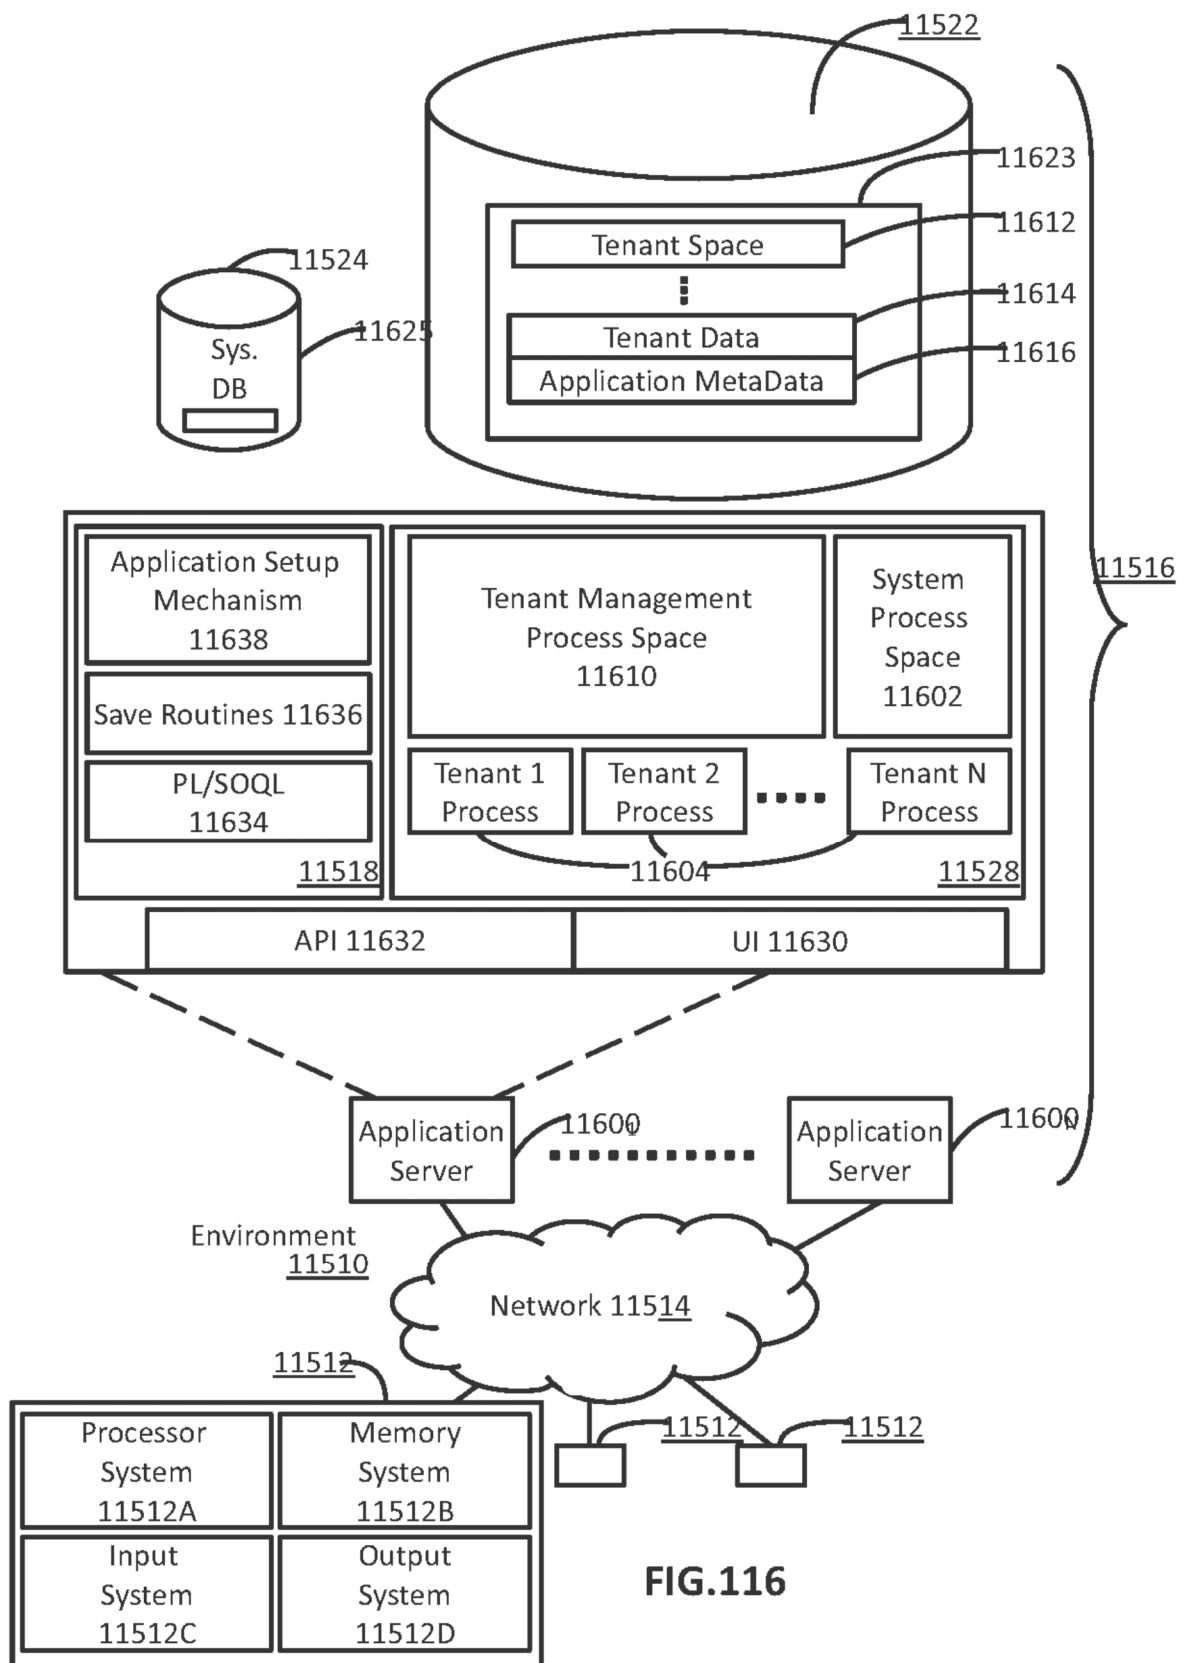 11522
11623
Tenant Space
11612
11524
11614
11625
Tenant Data
Sys.
DB
11616
Application MetaData
Application Setup
Mechanism
11638
Tenant Management
Process Space
11610
System
Process
Space
11602
11516
Save Routines 11636
PL/SOQL
11634
Tenant 1
Process
Tenant 2
Process
Tenant N
Process
11518
11604
11528
API 11632
UI 11630
Application
Server
11600
Application
Server
11600
Environment
11510
Network 11514
11512
11512
11512
Processor
System
11512A
Memory
System
11512B
Input
System
11512C
Output
System
11512D
FIG.116